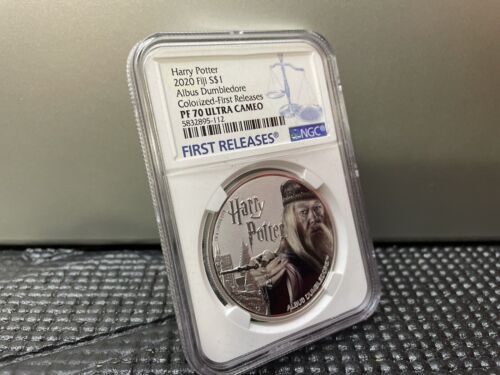 Harry Potter
2020 Fiji S$1
Albus Dumbledore
Colorized-First Releases
PF 70 ULTRA CAMEO
5832895-112
FIRST RELEASES®
NGC
Harry
Potter
ALBUS DUMBLEDORE